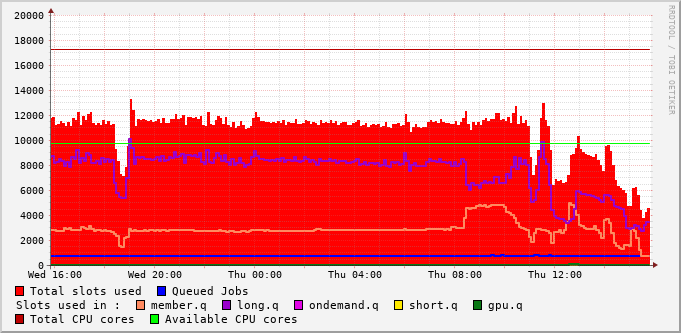 20000
18000
16000
14000
12000
10000
8000
6000
4000
2000
0
Wed 16:00 Wed 20:00 Thu 00:00 Thu 04:00 Thu 08:00 Thu 12:00
RRDTOOL / TOBI OETIKER
Total slots used Queued Jobs
Slots used in : member.q long.q ondemand.q short.q gpu.q
Total CPU cores Available CPU cores